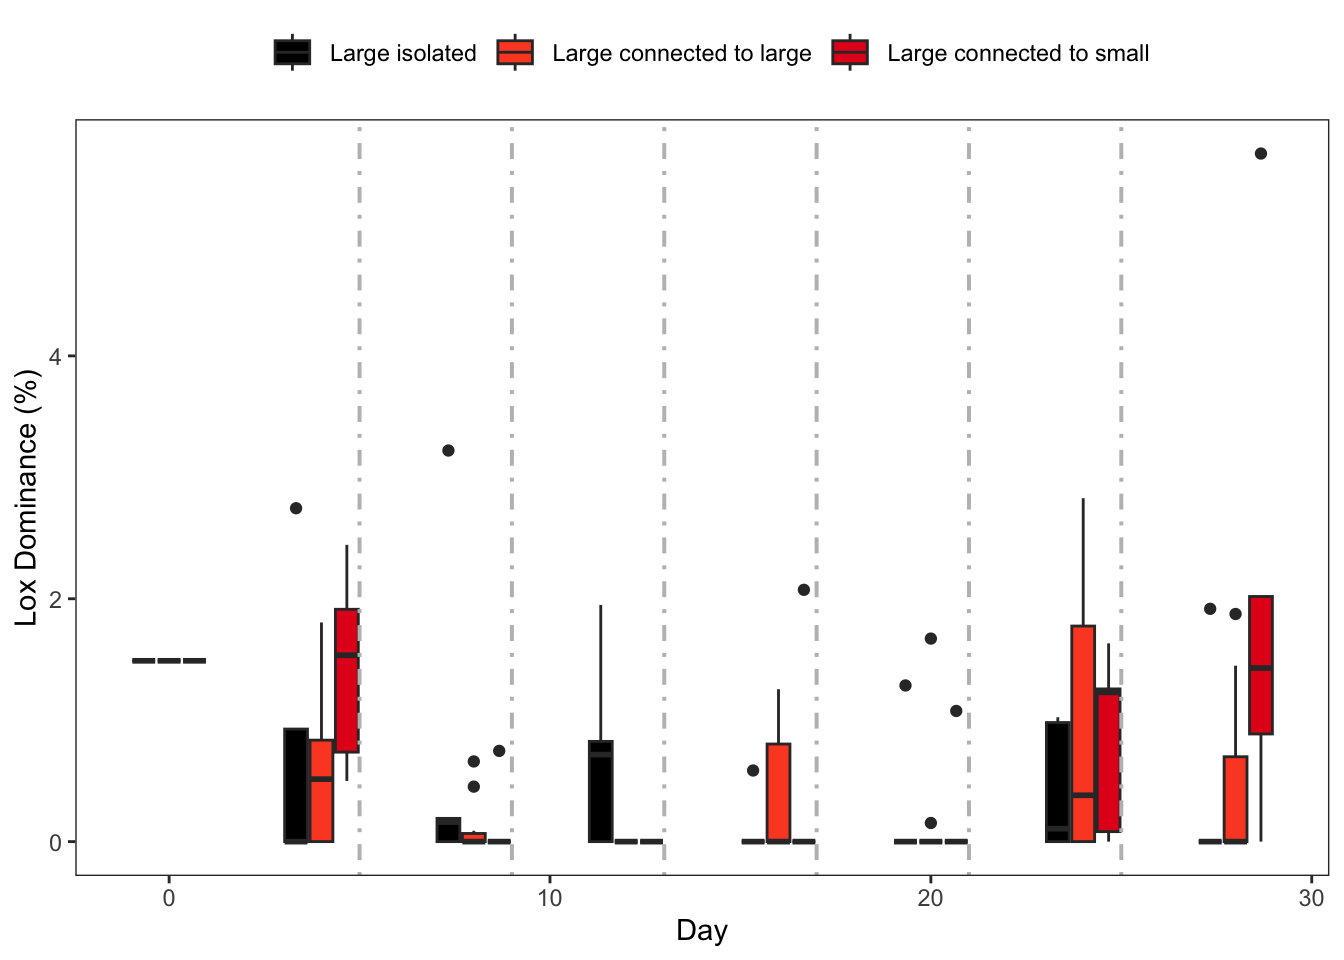 Large isolated Large connected to large Large connected to small
Lox Dominance (%)
4
2
0
0 10 20 30
Day